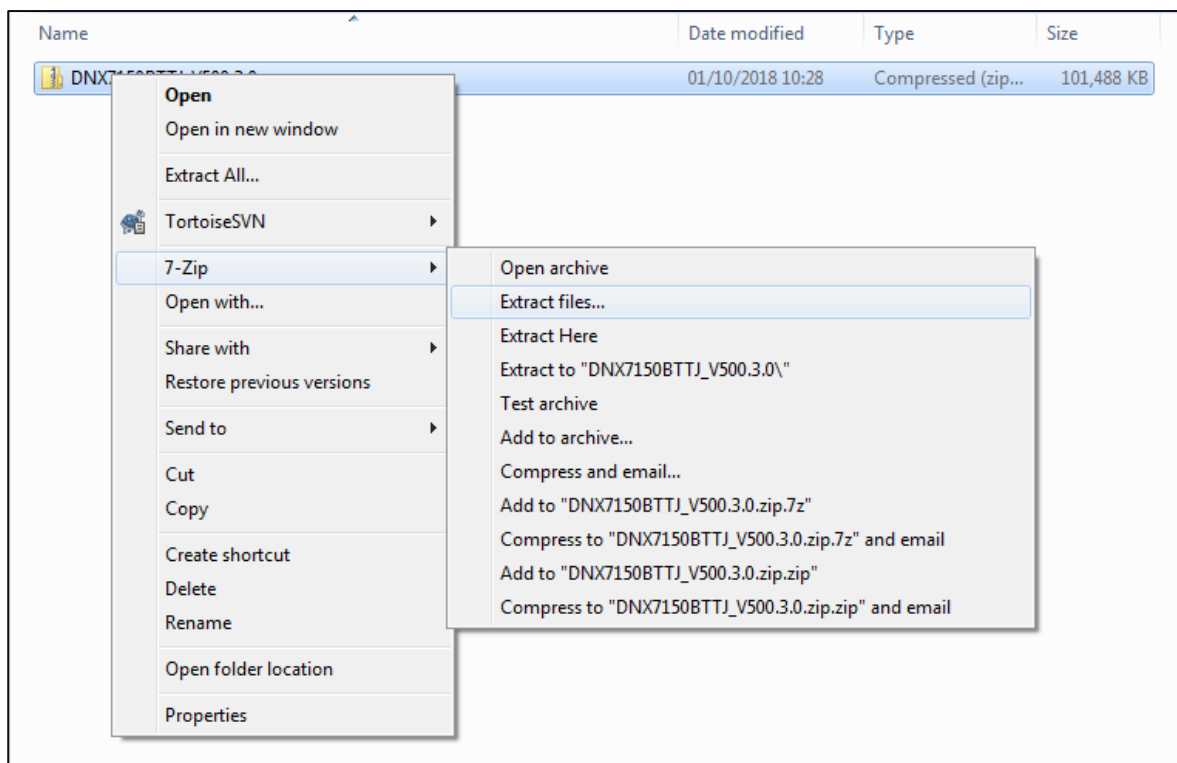 Name Date modified Type Size
DNX7150BTTJ_V500.3.0 01/10/2018 10:28 Compressed (zip... 101,488 KB
Open
Open in new window
Extract All...
TortoiseSVN
7-Zip
Open with...
Share with
Restore previous versions
Send to
Cut
Copy
Create shortcut
Delete
Rename
Open folder location
Properties
Open archive
Extract files...
Extract Here
Extract to "DNX7150BTTJ_V500.3.0\"
Test archive
Add to archive...
Compress and email...
Add to "DNX7150BTTJ_V500.3.0.zip.7z"
Compress to "DNX7150BTTJ_V500.3.0.zip.7z" and email
Add to "DNX7150BTTJ_V500.3.0.zip.zip"
Compress to "DNX7150BTTJ_V500.3.0.zip.zip" and email